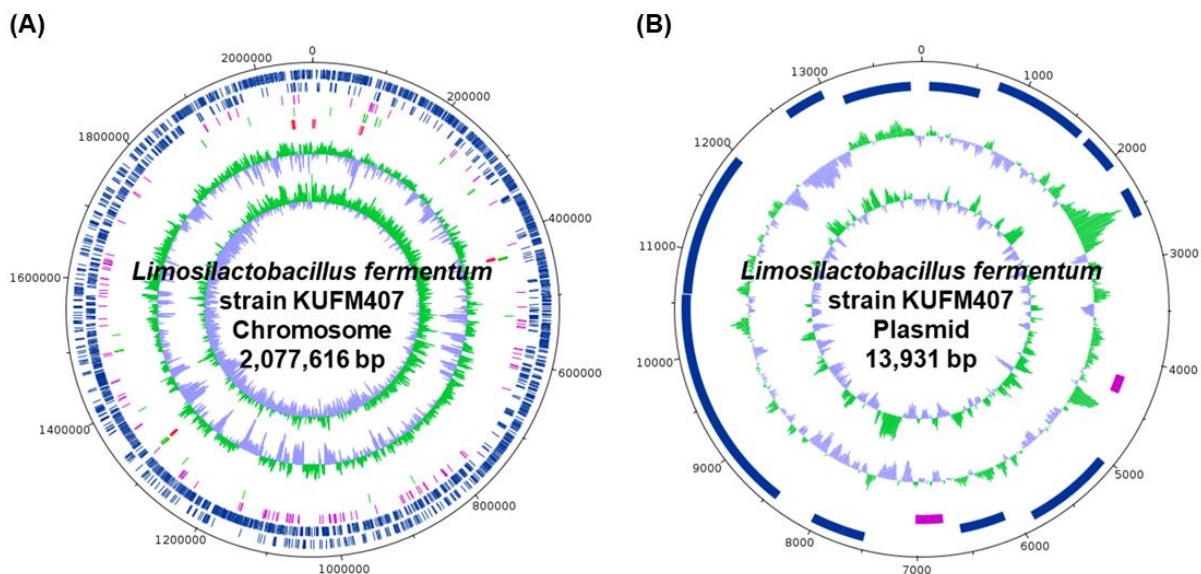 (A)
0
200000
400000
600000
800000
1000000
1200000
1400000
1600000
1800000
2000000
Limosilactobacillus fermentum
strain KUFM407
Chromosome
2,077,616 bp
(B)
0
1000
2000
3000
4000
5000
6000
7000
8000
9000
10000
11000
12000
13000
Limosilactobacillus fermentum
strain KUFM407
Plasmid
13,931 bp